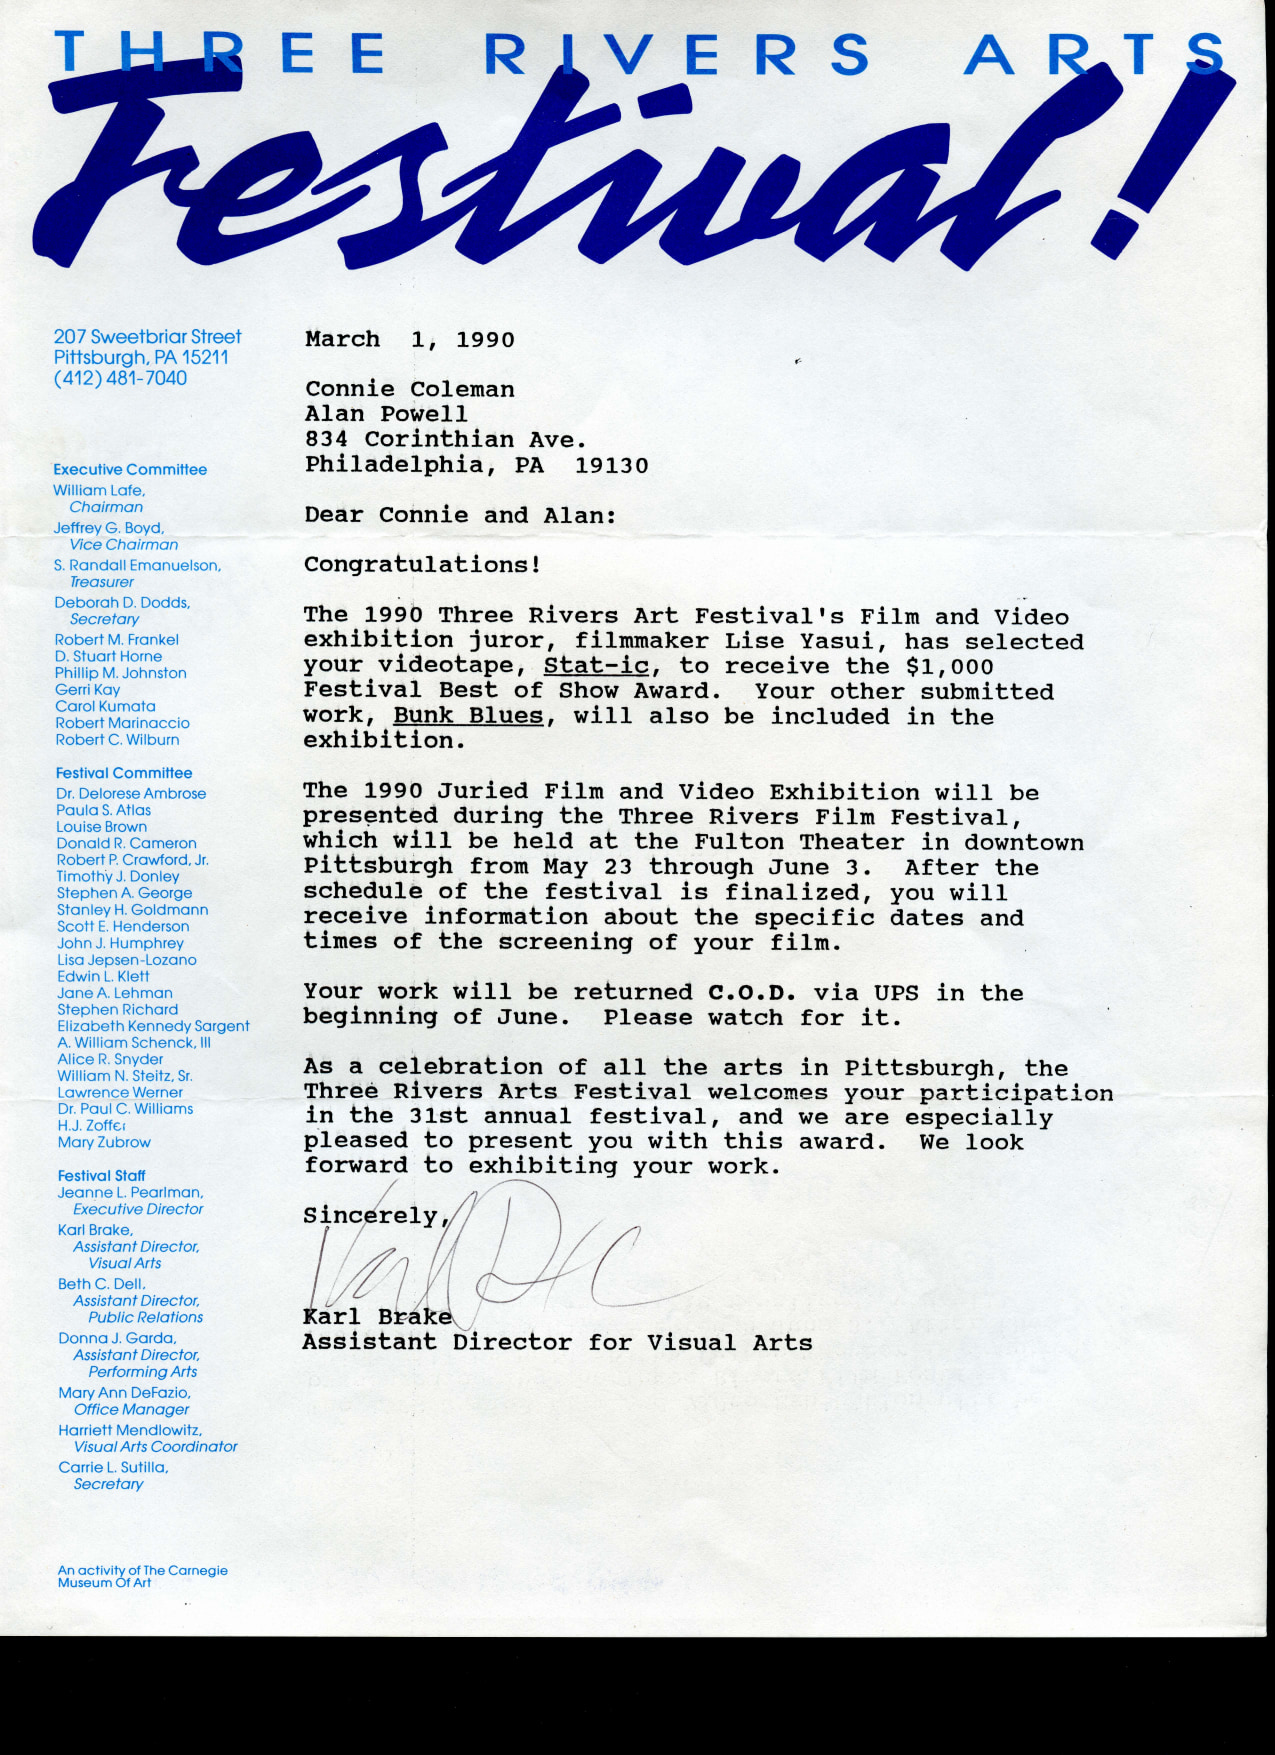 THREE RIVERS ARTS
Festival!
207 Sweetbriar Street
Pittsburgh, PA 15211
(412) 481-7040
Executive Committee
William Lafe,
Chairman
Jeffrey G. Boyd,
Vice Chairman
S. Randall Emanuelson,
Treasurer
Deborah D. Dodds,
Secretary
Robert M. Frankel
D. Stuart Horne
Phillip M. Johnston
Gerri Kay
Carol Kumata
Robert Marinaccio
Robert C. Wilburn
Festival Committee
Dr. Delorese Ambrose
Paula S. Atlas
Louise Brown
Donald R. Cameron
Robert P. Crawford, Jr.
Timothy J. Donley
Stephen A. George
Stanley H. Goldmann
Scott E. Henderson
John J. Humphrey
Lisa Jepsen-Lozano
Edwin L. Klett
Jane A. Lehman
Stephen Richard
Elizabeth Kennedy Sargent
A. William Schenck, III
Alice R. Snyder
William N. Steitz, Sr.
Lawrence Werner
Dr. Paul C. Williams
H.J. Zoffer
Mary Zubrow
Festival Staff
Jeanne L. Pearlman,
Executive Director
Karl Brake,
Assistant Director,
Visual Arts
Beth C. Dell,
Assistant Director,
Public Relations
Donna J. Garda,
Assistant Director,
Performing Arts
Mary Ann DeFazio,
Office Manager
Harriett Mendlowitz,
Visual Arts Coordinator
Carrie L. Sutilla,
Secretary
An activity of The Carnegie
Museum Of Art
March 1, 1990
Connie Coleman
Alan Powell
834 Corinthian Ave.
Philadelphia, PA 19130
Dear Connie and Alan:
Congratulations!
The 1990 Three Rivers Art Festival's Film and Video
exhibition juror, filmmaker Lise Yasui, has selected
your videotape, Stat-ic, to receive the $1,000
Festival Best of Show Award. Your other submitted
work, Bunk Blues, will also be included in the
exhibition.
The 1990 Juried Film and Video Exhibition will be
presented during the Three Rivers Film Festival,
which will be held at the Fulton Theater in downtown
Pittsburgh from May 23 through June 3. After the
schedule of the festival is finalized, you will
receive information about the specific dates and
times of the screening of your film.
Your work will be returned C.O.D. via UPS in the
beginning of June. Please watch for it.
As a celebration of all the arts in Pittsburgh, the
Three Rivers Arts Festival welcomes your participation
in the 31st annual festival, and we are especially
pleased to present you with this award. We look
forward to exhibiting your work.
Sincerely,
Karl Brake
Assistant Director for Visual Arts